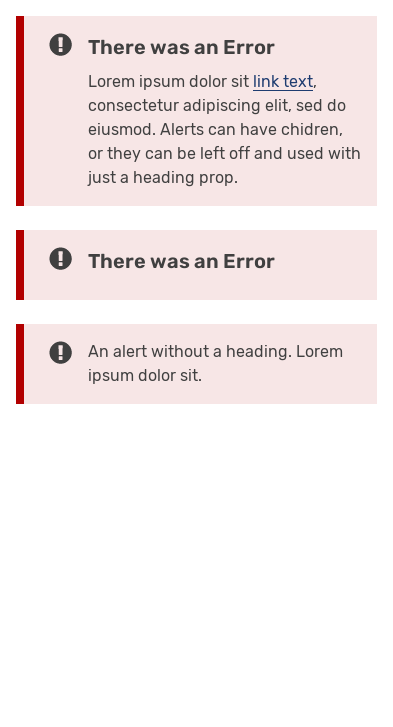 There was an Error
Lorem ipsum dolor sit link text,
consectetur adipiscing elit, sed do
eiusmod. Alerts can have chidren,
or they can be left off and used with
just a heading prop.
There was an Error
An alert without a heading. Lorem
ipsum dolor sit.